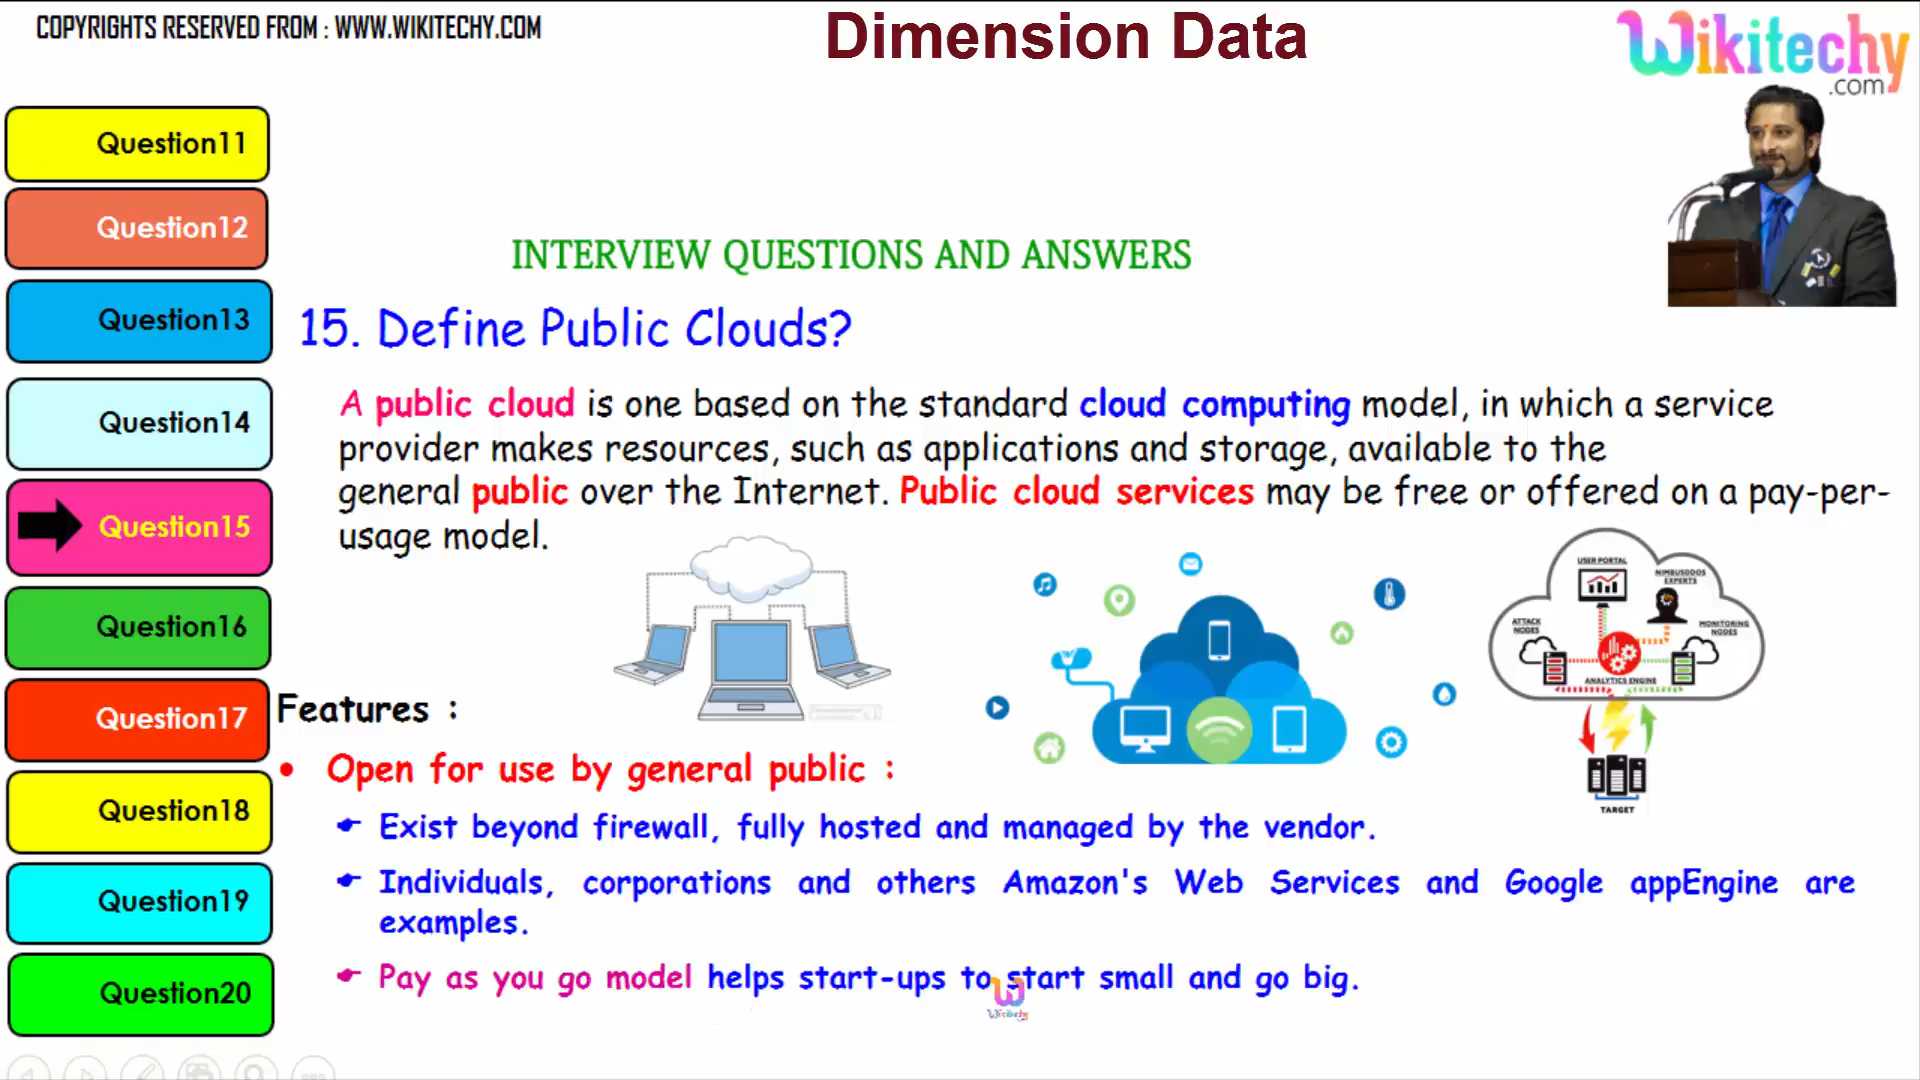 COPYRIGHTS RESERVED FROM : WWW.WIKITECHY.COM
Dimension Data
Wikitechy
.com
Question11
Question12
Question13
Question14
Question15
Question16
Question17
Question18
Question19
Question20
INTERVIEW QUESTIONS AND ANSWERS
15. Define Public Clouds?
A public cloud is one based on the standard cloud computing model, in which a service
provider makes resources, such as applications and storage, available to the
general public over the Internet. Public cloud services may be free or offered on a pay-per-
usage model.
USER PORTAL
NIMBUSDDOS
EXPERTS
ATTACK
NODES
MONITORING
NODES
ANALYTICS ENGINE
TARGET
Features :
• Open for use by general public :
Exist beyond firewall, fully hosted and managed by the vendor.
Individuals, corporations and others Amazon's Web Services and Google appEngine are
examples.
Pay as you go model helps start-ups to start small and go big.
Wikitechy